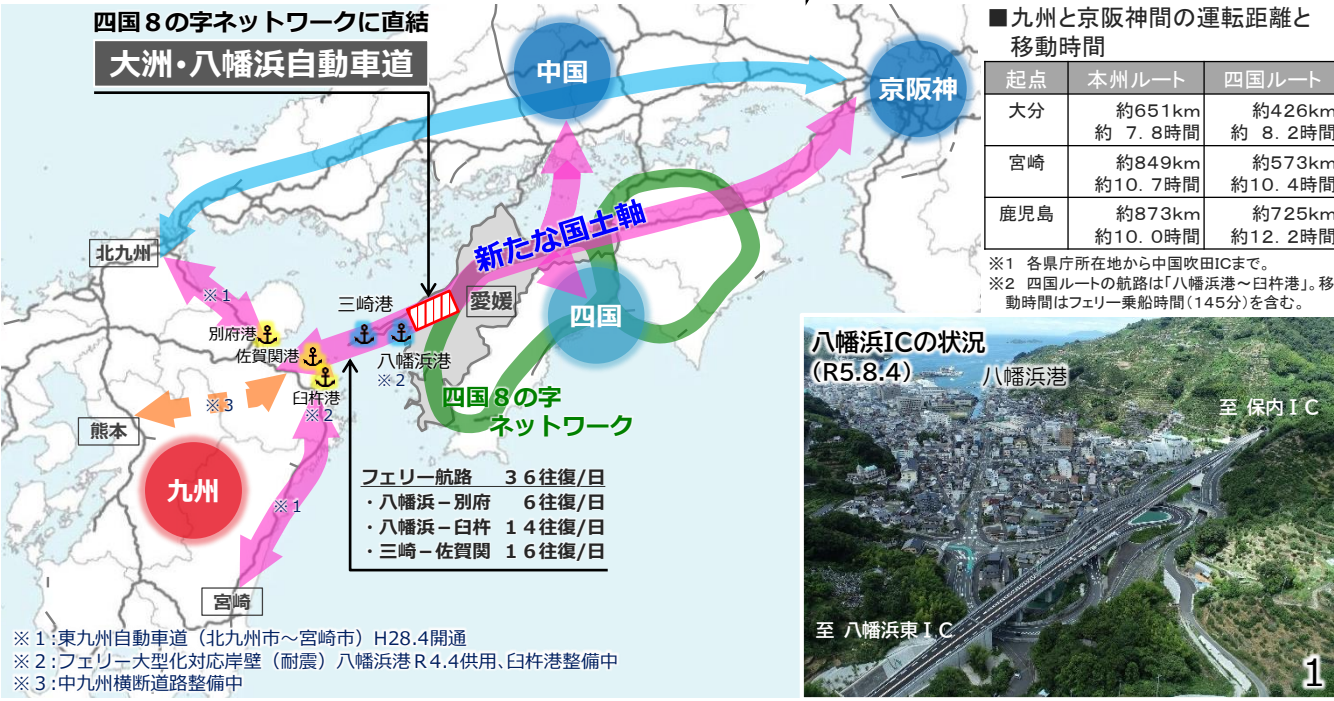 四国８の字ネットワークに直結
大洲・八幡浜自動車道
中国
京阪神
新たな国土軸
北九州
※１
三崎港
愛媛
四国
別府港
佐賀関港
八幡浜港
※２
臼杵港
※２
※３
熊本
四国８の字
ネットワーク
九州
※１
宮崎
フェリー航路　３６往復/日
・八幡浜－別府　６往復/日
・八幡浜－臼杵　１４往復/日
・三崎－佐賀関　１６往復/日
※１:東九州自動車道（北九州市～宮崎市）H28.4開通
※２:フェリー大型化対応岸壁（耐震）八幡浜港Ｒ4.4供用、臼杵港整備中
※３:中九州横断道路整備中
■九州と京阪神間の運転距離と
移動時間
起点　本州ルート　四国ルート
大分　約651km　約426km
約　7．8時間　約　8．2時間
宮崎　約849km　約573km
約10．7時間　約10．4時間
鹿児島　約873km　約725km
約10．0時間　約12．2時間
※１　各県庁所在地から中国吹田ICまで。
※２　四国ルートの航路は「八幡浜港～臼杵港」。移
動時間はフェリー乗船時間（145分）を含む。
八幡浜ICの状況
(R5.8.4)
八幡浜港
至 保内ＩＣ
至 八幡浜東ＩＣ
1